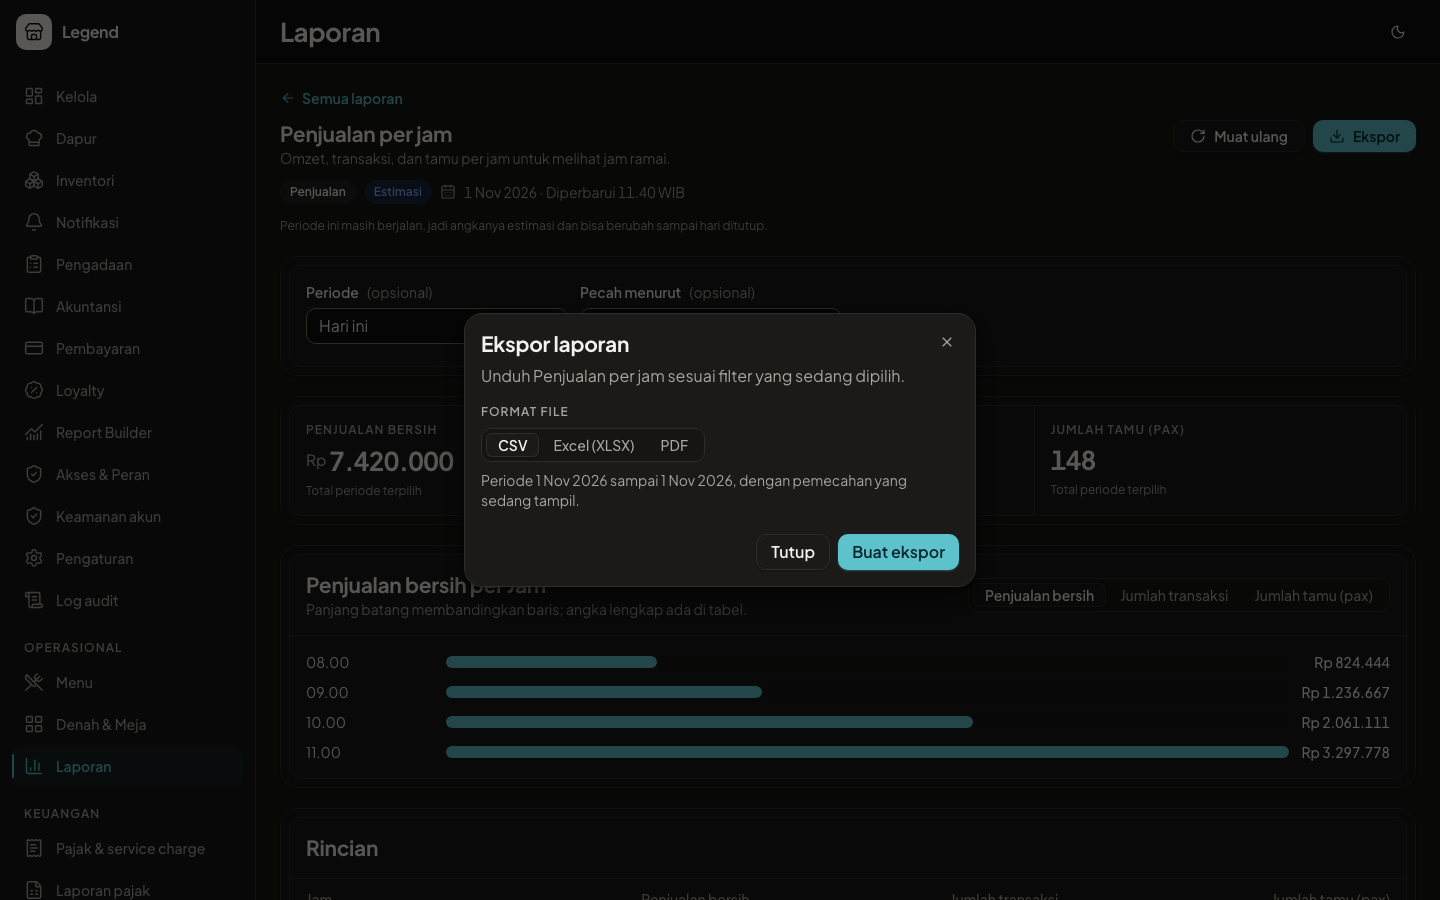 Legend
Laporan
Kelola
Dapur
Inventori
Notifikasi
Pengadaan
Akuntansi
Pembayaran
Loyalty
Report Builder
Akses & Peran
Keamanan akun
Pengaturan
Log audit
OPERASIONAL
Menu
Denah & Meja
Laporan
KEUANGAN
Pajak & service charge
Laporan pajak
Semua laporan
Penjualan per jam
Omzet, transaksi, dan tamu per jam untuk melihat jam ramai.
Muat ulang
Ekspor
Penjualan
Estimasi
1 Nov 2026 · Diperbarui 11.40 WIB
Periode ini masih berjalan, jadi angkanya estimasi dan bisa berubah sampai hari ditutup.
Periode (opsional)
Pecah menurut (opsional)
Hari ini
Ekspor laporan
Unduh Penjualan per jam sesuai filter yang sedang dipilih.
FORMAT FILE
CSV
Excel (XLSX)
PDF
Periode 1 Nov 2026 sampai 1 Nov 2026, dengan pemecahan yang
sedang tampil.
Tutup
Buat ekspor
PENJUALAN BERSIH
Rp 7.420.000
Total periode terpilih
JUMLAH TAMU (PAX)
148
Total periode terpilih
Penjualan bersih per jam
Panjang batang membandingkan baris; angka lengkap ada di tabel.
Penjualan bersih
Jumlah transaksi
Jumlah tamu (pax)
08.00
Rp 824.444
09.00
Rp 1.236.667
10.00
Rp 2.061.111
11.00
Rp 3.297.778
Rincian
Jam
Penjualan bersih
Jumlah transaksi
Jumlah tamu (pax)